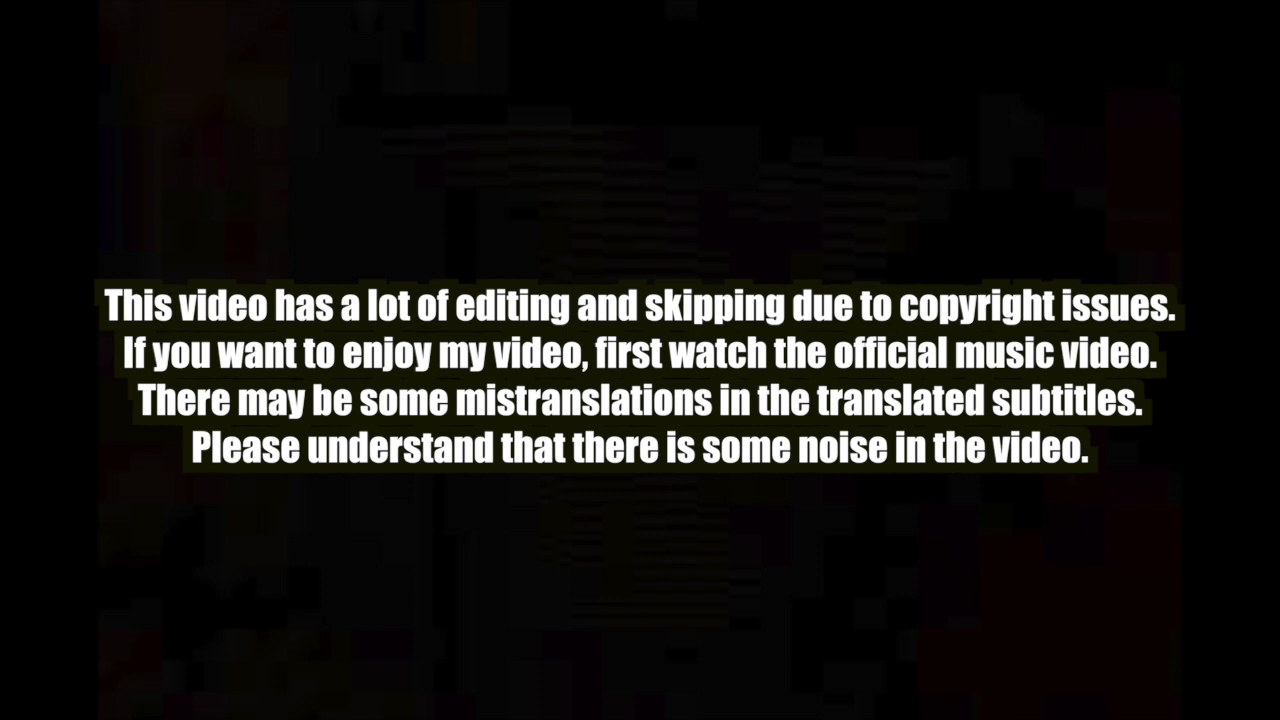 This video has a lot of editing and skipping due to copyright issues.
If you want to enjoy my video, first watch the official music video.
There may be some mistranslations in the translated subtitles.
Please understand that there is some noise in the video.